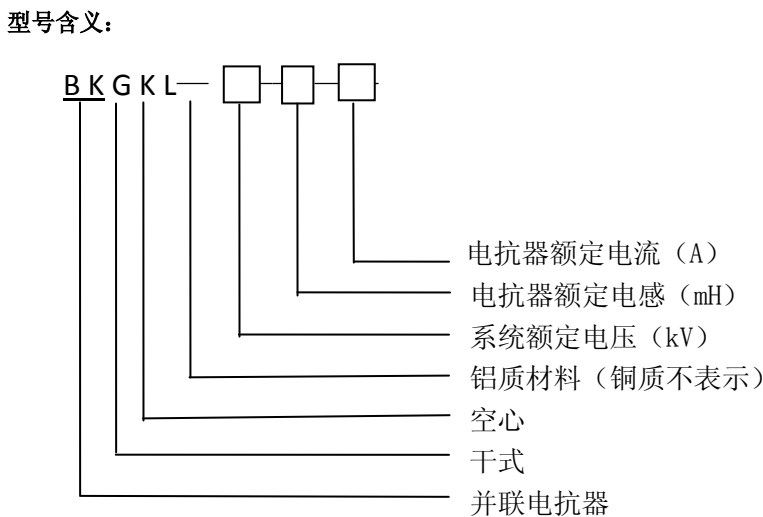 型号含义：
BKGKL— □-□-□
电抗器额定电流（A）
电抗器额定电感（mH）
系统额定电压（kV）
铝质材料（铜质不表示）
空心
干式
并联电抗器